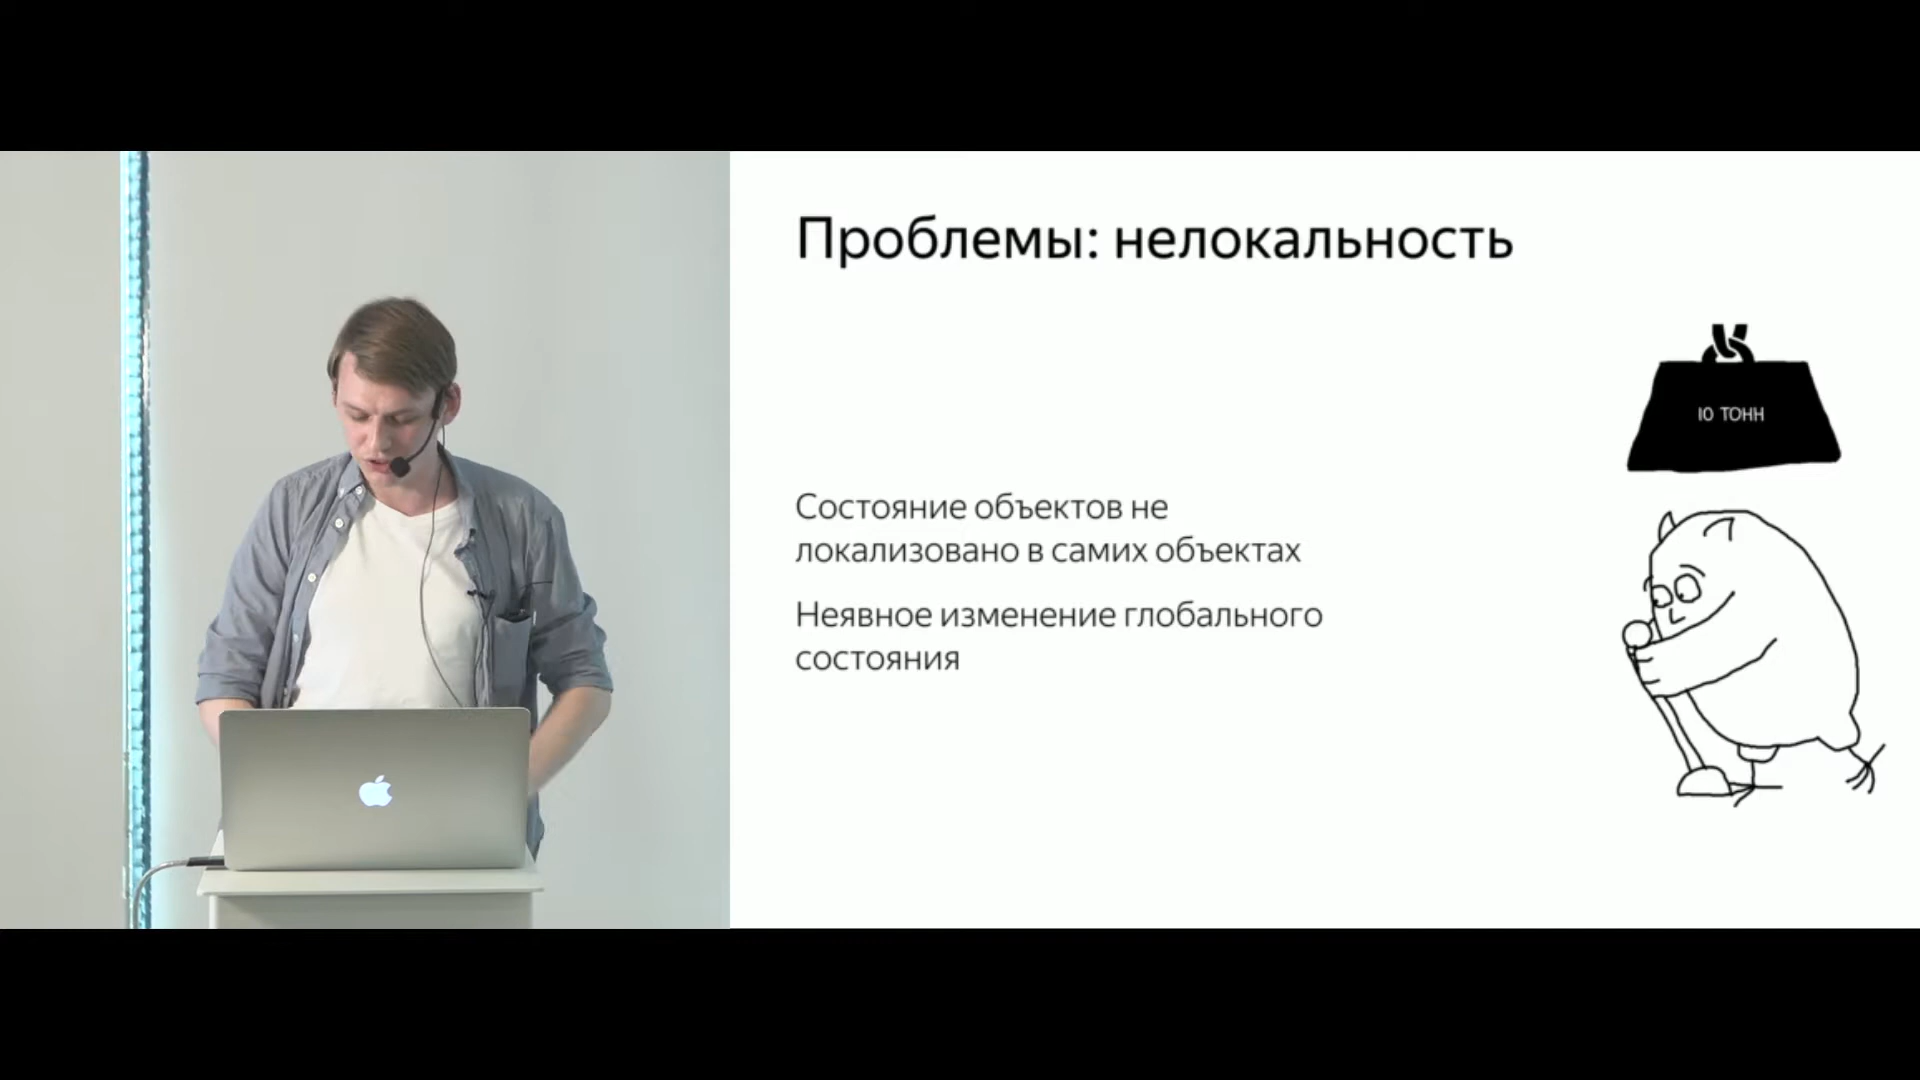 Проблемы: нелокальность
10 ТОНН
Состояние объектов не
локализовано в самих объектах
Неявное изменение глобального
состояния